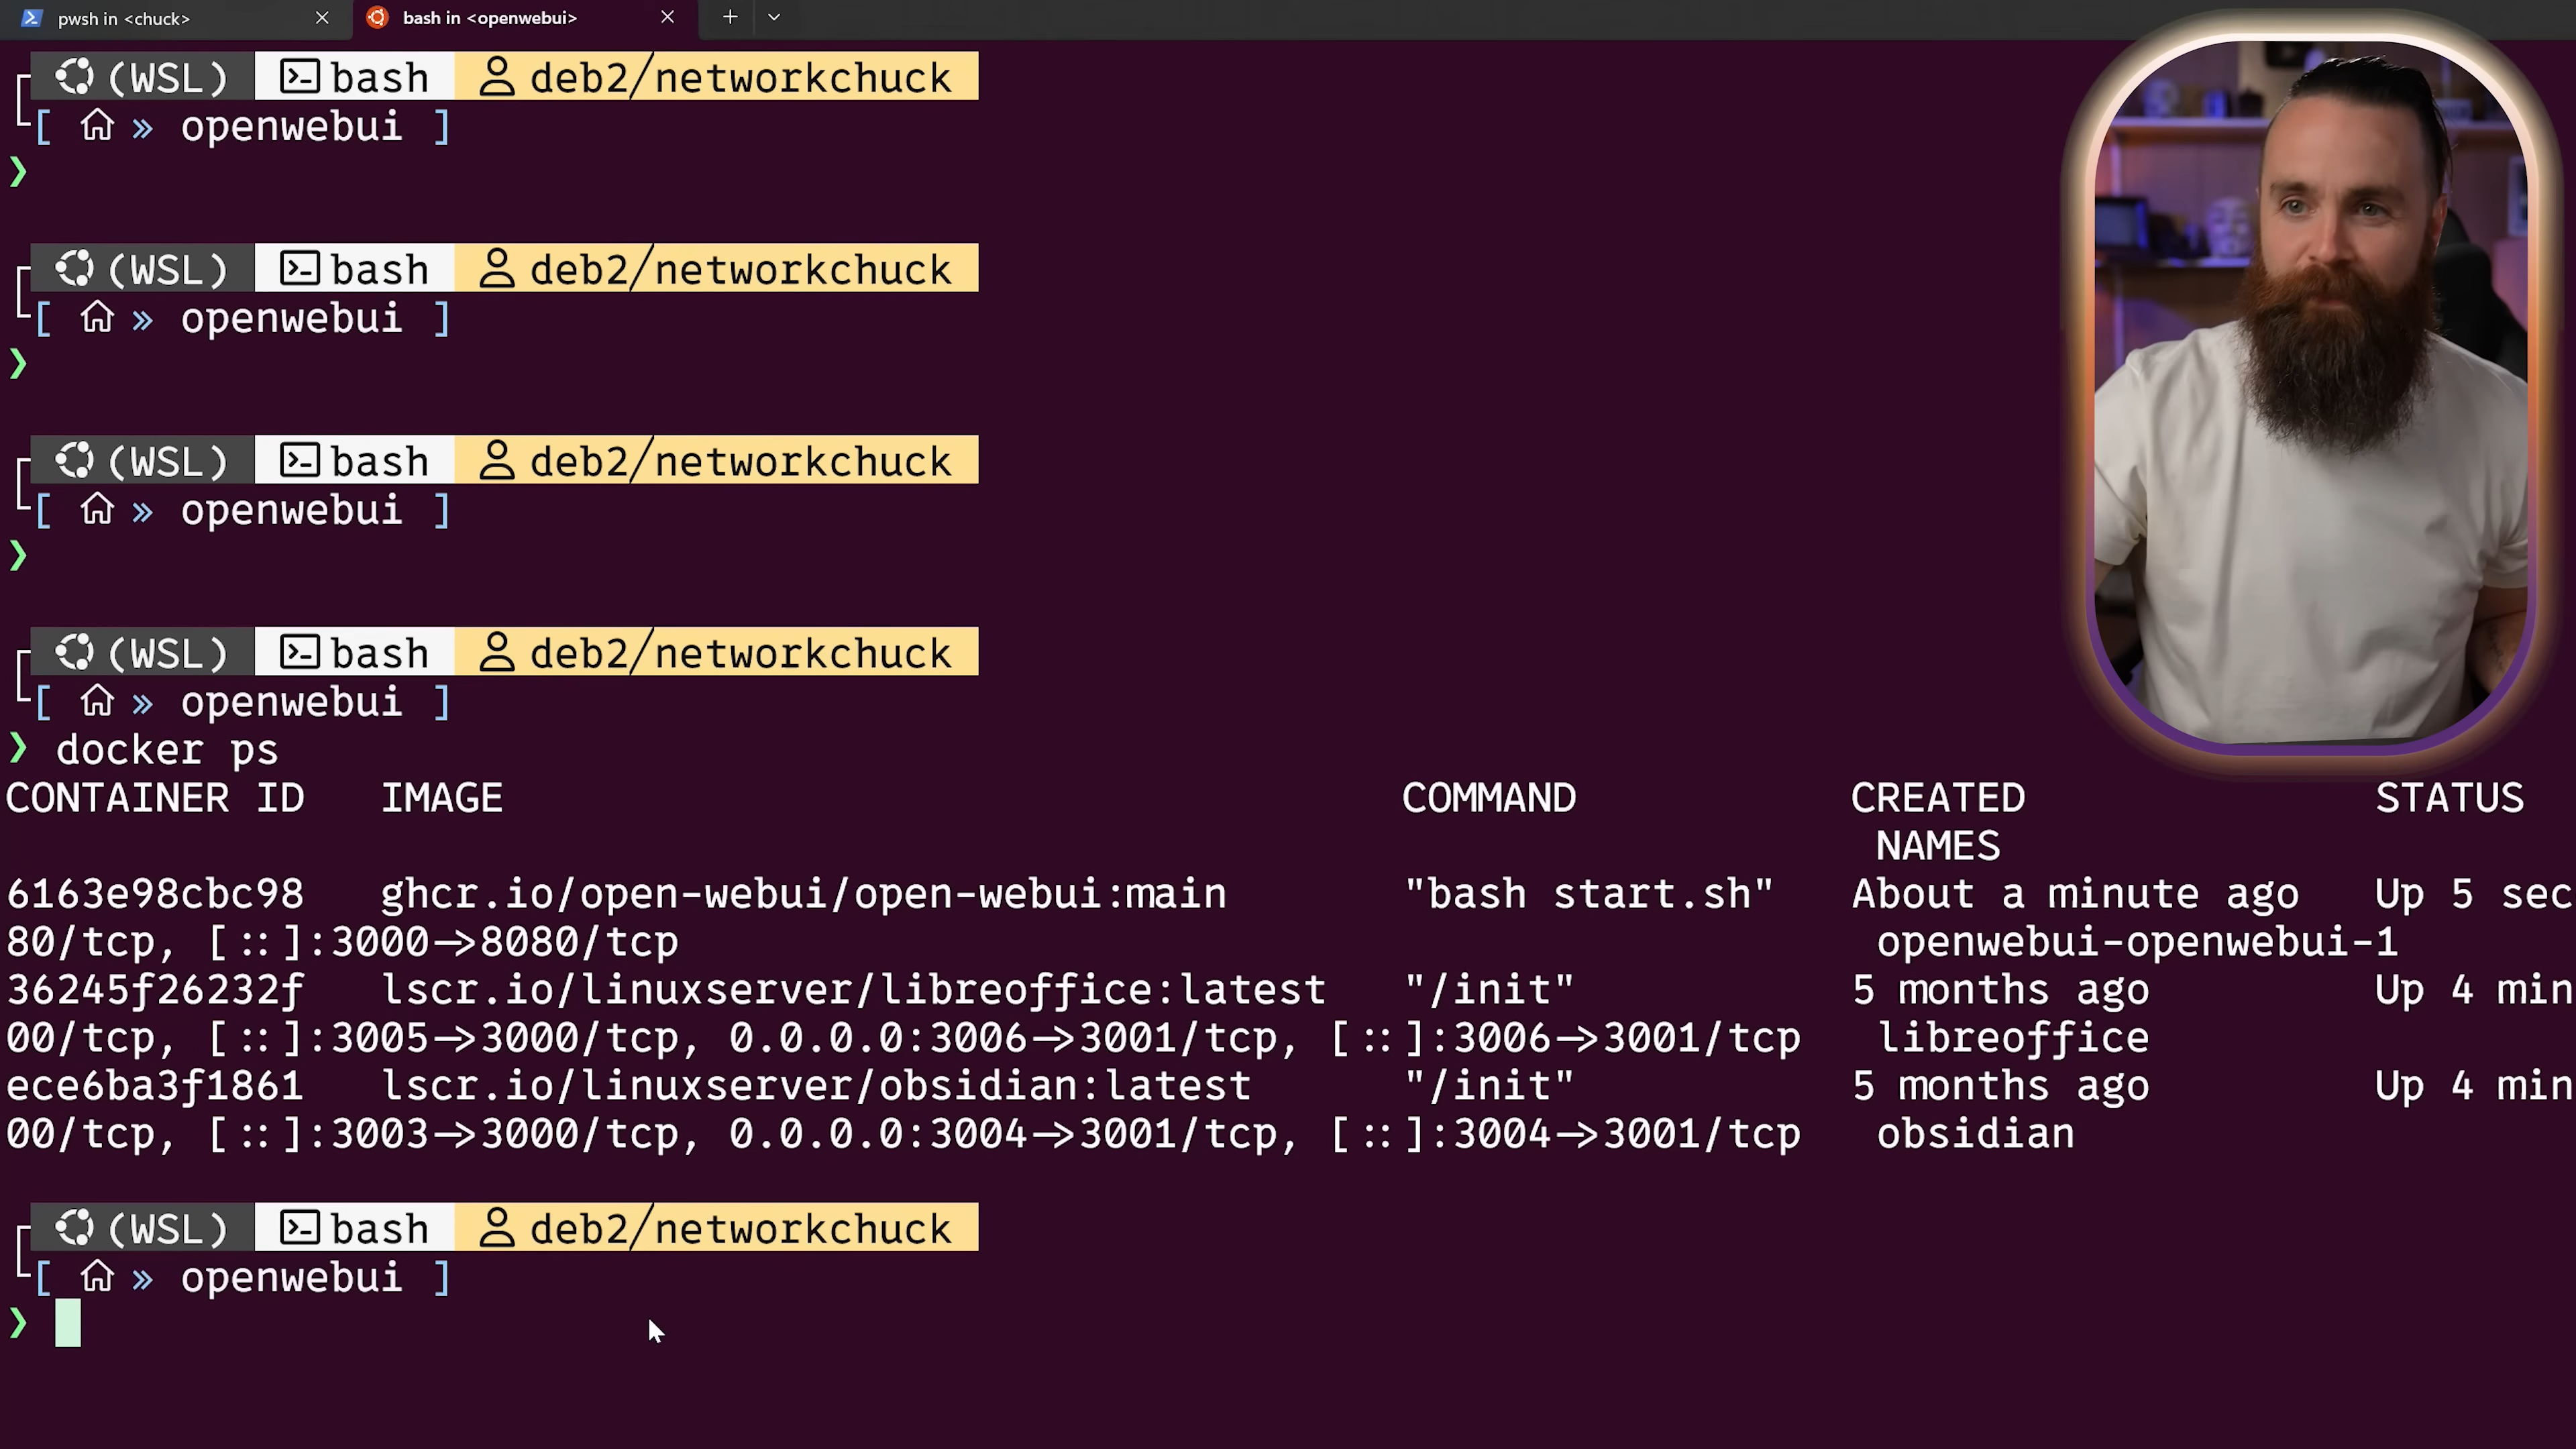 pwsh in <chuck>
bash in <openwebui>
(WSL) bash deb2/networkchuck
[ » openwebui ]
❯
(WSL) bash deb2/networkchuck
[ » openwebui ]
❯
(WSL) bash deb2/networkchuck
[ » openwebui ]
❯
(WSL) bash deb2/networkchuck
[ » openwebui ]
❯ docker ps
CONTAINER ID IMAGE COMMAND CREATED STATUS
NAMES
6163e98cbc98 ghcr.io/open-webui/open-webui:main "bash start.sh" About a minute ago Up 5 sec
80/tcp, [::]:3000->8080/tcp openwebui-openwebui-1
36245f26232f lscr.io/linuxserver/libreoffice:latest "/init" 5 months ago Up 4 min
00/tcp, [::]:3005->3000/tcp, 0.0.0.0:3006->3001/tcp, [::]:3006->3001/tcp libreoffice
ece6ba3f1861 lscr.io/linuxserver/obsidian:latest "/init" 5 months ago Up 4 min
00/tcp, [::]:3003->3000/tcp, 0.0.0.0:3004->3001/tcp, [::]:3004->3001/tcp obsidian
(WSL) bash deb2/networkchuck
[ » openwebui ]
❯